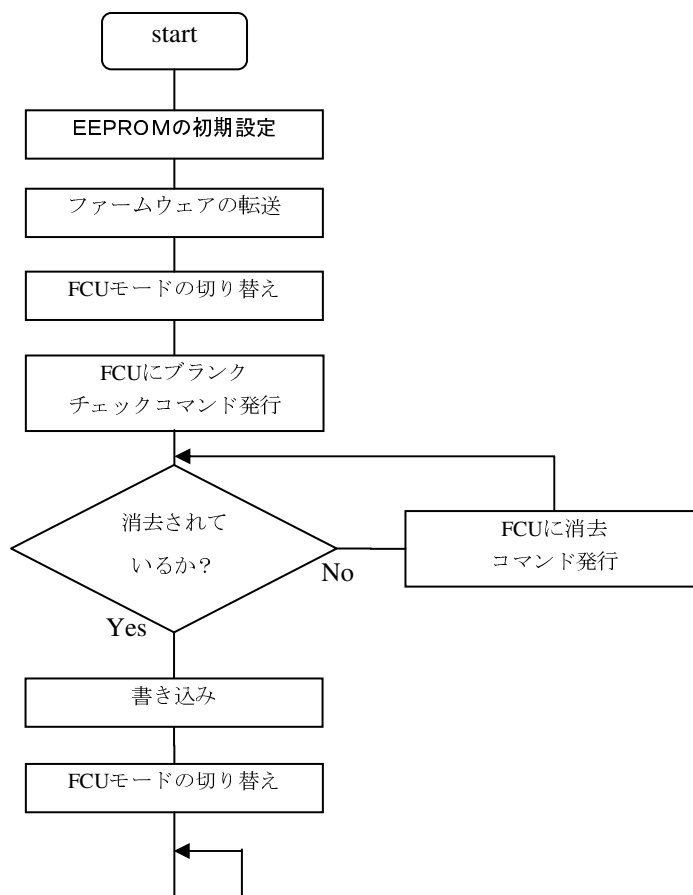 start
EEPROMの初期設定
ファームウェアの転送
FCUモードの切り替え
FCUにブランク
チェックコマンド発行
消去されて
いるか？
No
FCUに消去
コマンド発行
Yes
書き込み
FCUモードの切り替え